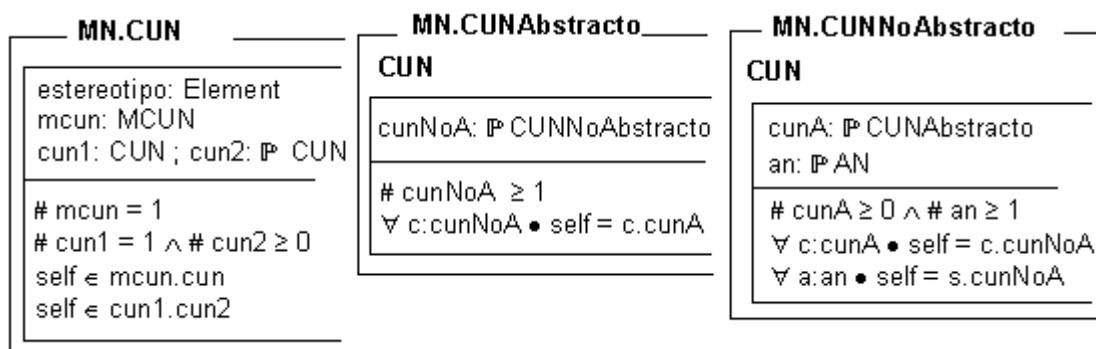 MN.CUN
estereotipo: Element
mcun: MCUN
cun1: CUN ; cun2: ℙ CUN
# mcun = 1
# cun1 = 1 ∧ # cun2 ≥ 0
self ∈ mcun.cun
self ∈ cun1.cun2
MN.CUNAbstracto
CUN
cunNoA: ℙ CUNNoAbstracto
# cunNoA ≥ 1
∀ c:cunNoA • self = c.cunA
MN.CUNNoAbstracto
CUN
cunA: ℙ CUNAbstracto
an: ℙ AN
# cunA ≥ 0 ∧ # an ≥ 1
∀ c:cunA • self = c.cunNoA
∀ a:an • self = s.cunNoA